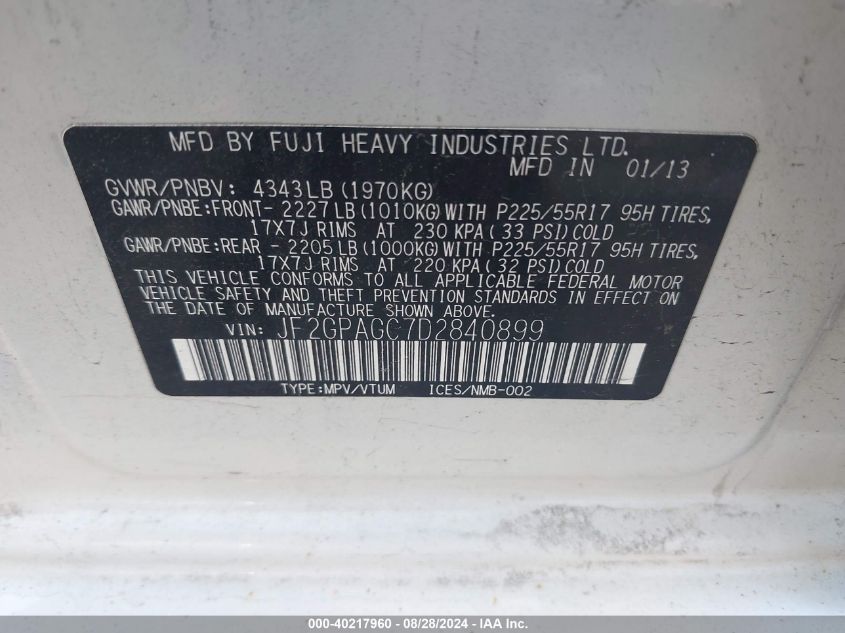 MFD BY FUJI HEAVY INDUSTRIES LTD.
MFD IN 01/13
GVWR/PNBV: 4343LB (1970KG)
GAWR/PNBE:FRONT- 2227 LB (1010KG) WITH P225/55R17 95H TIRES,
17X7J RIMS AT 230 KPA ( 33 PSI) COLD
GAWR/PNBE:REAR - 2205 LB (1000KG) WITH P225/55R17 95H TIRES,
17X7J RIMS AT 220 KPA ( 32 PSI) COLD
THIS VEHICLE CONFORMS TO ALL APPLICABLE FEDERAL MOTOR
VEHICLE SAFETY AND THEFT PREVENTION STANDARDS IN EFFECT ON
THE DATE OF MANUFACTURE SHOWN ABOVE.
VIN: JF2GPAGC7D2840899
TYPE:MPV/VTUM ICES/NMB-002
000-40217960 - 08/28/2024 - IAA Inc.